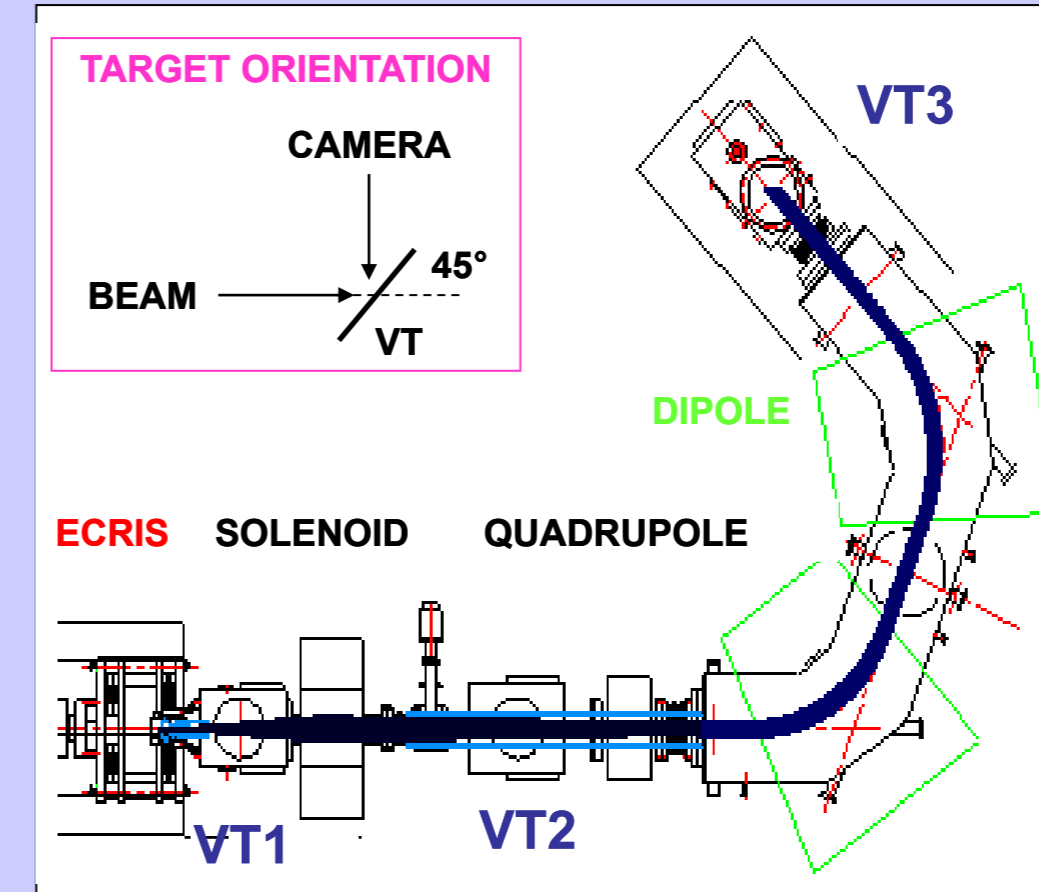 TARGET ORIENTATION
CAMERA
45°
BEAM
VT
VT3
DIPOLE
ECRIS SOLENOID QUADRUPOLE
VT1 VT2